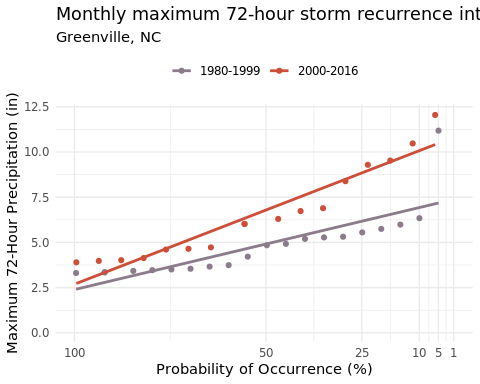 Monthly maximum 72-hour storm recurrence int
Greenville, NC
1980-1999 2000-2016
Maximum 72-Hour Precipitation (in)
12.5
10.0
7.5
5.0
2.5
0.0
100 50 25 10 5 1
Probability of Occurrence (%)